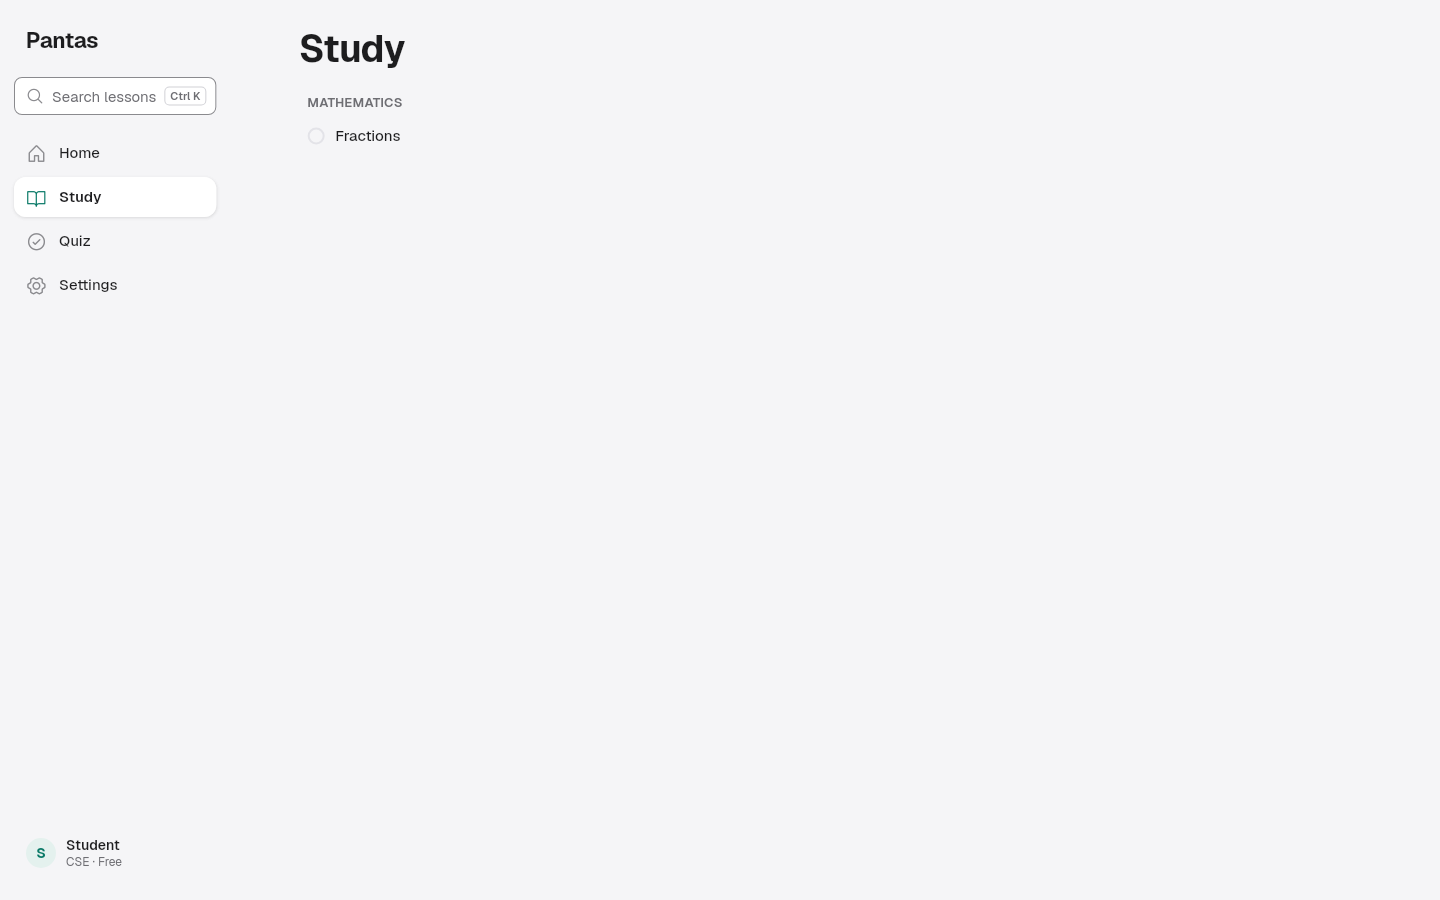 Pantas
Search lessons
Ctrl K
Home
Study
Quiz
Settings
Student
CSE · Free
Study
MATHEMATICS
Fractions
S